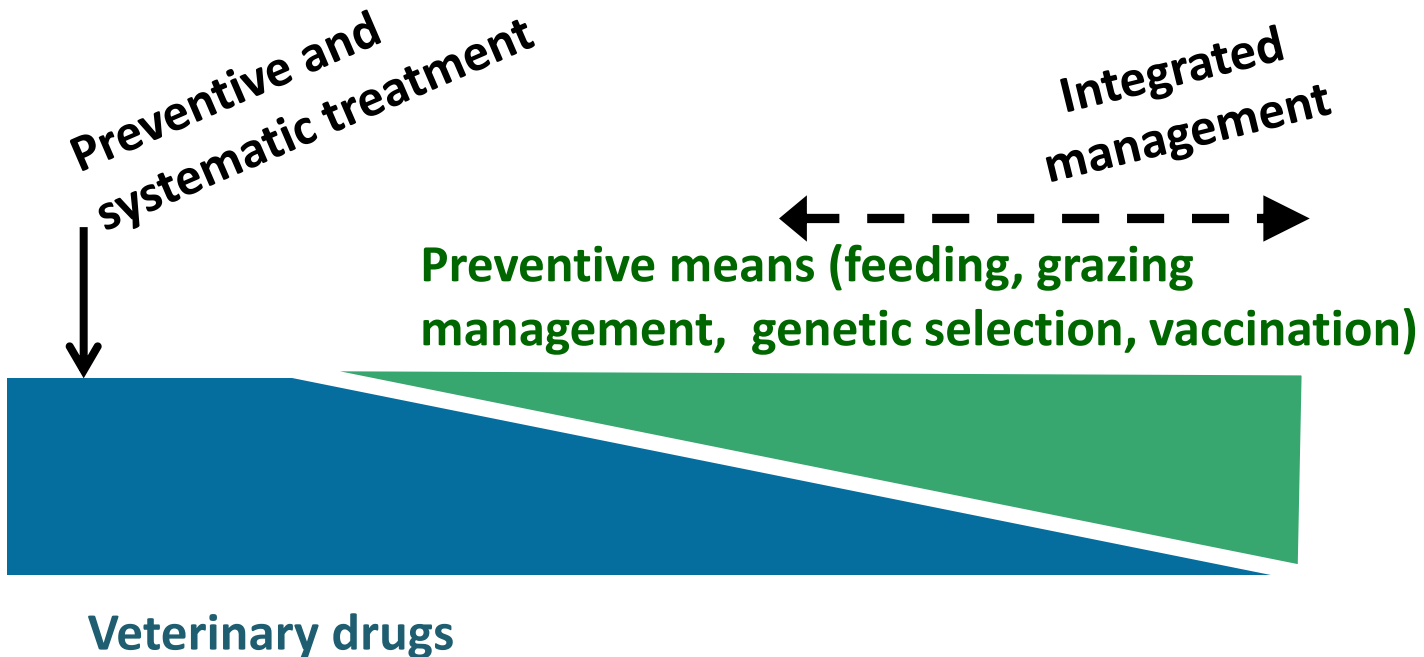 Preventive and
systematic treatment
Integrated
management
Preventive means (feeding, grazing
management,  genetic selection, vaccination)
Veterinary drugs